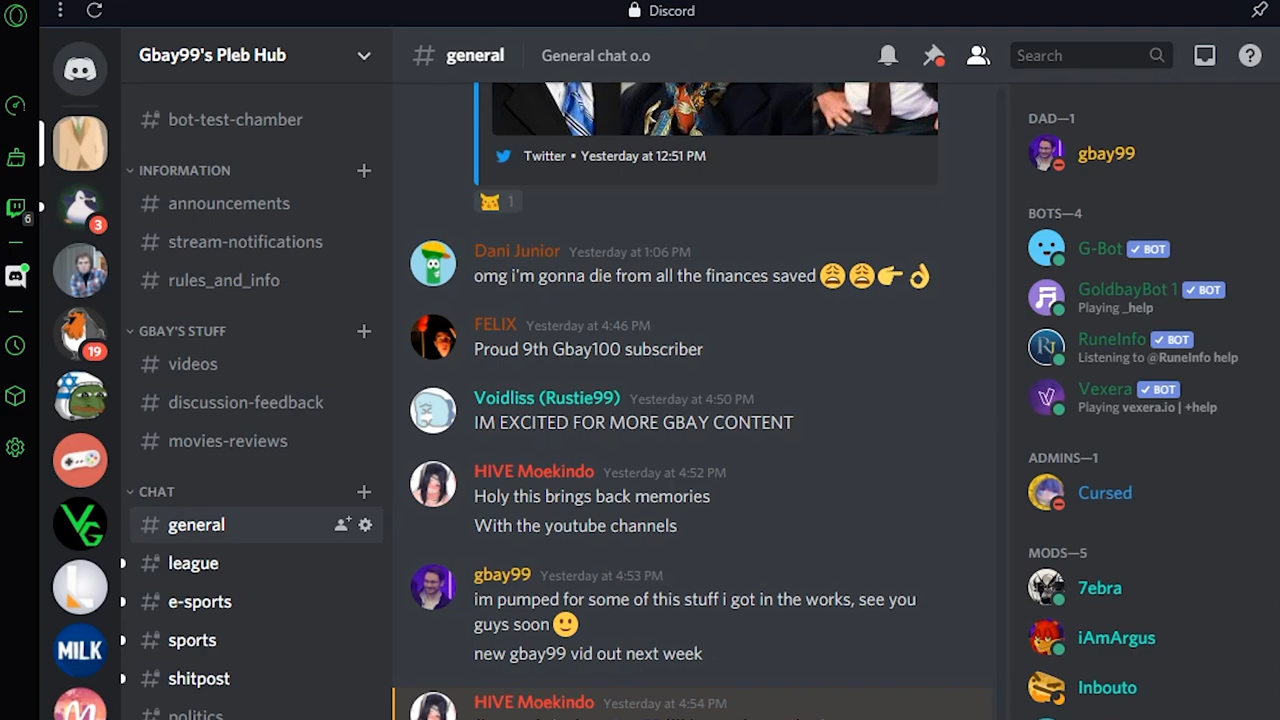 Discord
Gbay99's Pleb Hub
general
General chat o.o
Search
6
3
19
MILK
VG
bot-test-chamber
INFORMATION
announcements
stream-notifications
rules_and_info
GBAY'S STUFF
videos
discussion-feedback
movies-reviews
CHAT
general
league
e-sports
sports
shitpost
politics
Twitter • Yesterday at 12:51 PM
1
Dani Junior Yesterday at 1:06 PM
omg i'm gonna die from all the finances saved 😩😩👉👌
FELIX Yesterday at 4:46 PM
Proud 9th Gbay100 subscriber
Voidliss (Rustie99) Yesterday at 4:50 PM
IM EXCITED FOR MORE GBAY CONTENT
HIVE Moekindo Yesterday at 4:52 PM
Holy this brings back memories
With the youtube channels
gbay99 Yesterday at 4:53 PM
im pumped for some of this stuff i got in the works, see you
guys soon 🙂
new gbay99 vid out next week
HIVE Moekindo Yesterday at 4:54 PM
DAD—1
gbay99
BOTS—4
G-Bot ✓ BOT
GoldbayBot 1 ✓ BOT
Playing _help
RuneInfo ✓ BOT
Listening to @RuneInfo help
Vexera ✓ BOT
Playing vexera.io | +help
ADMINS—1
Cursed
MODS—5
7ebra
iAmArgus
Inbouto